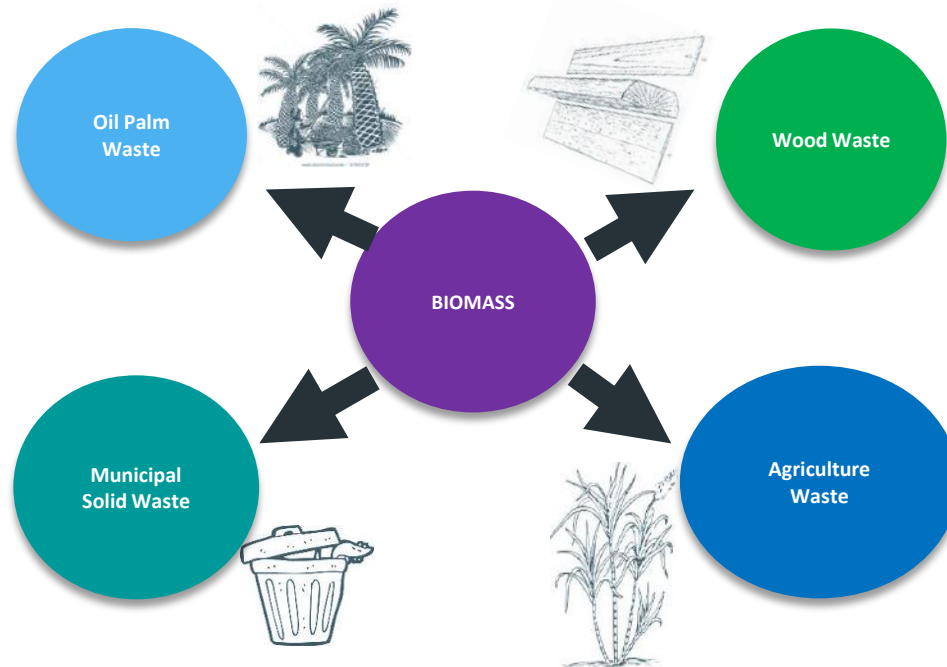 Oil Palm
Waste
Wood Waste
BIOMASS
Municipal
Solid Waste
Agriculture
Waste